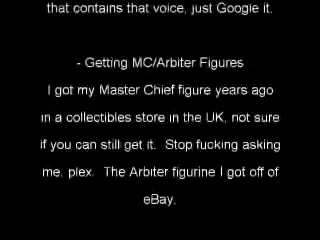 that contains that voice, just Google it.
- Getting MC/Arbiter Figures
I got my Master Chief figure years ago
in a collectibles store in the UK, not sure
if you can still get it.  Stop fucking asking
me, plex.  The Arbiter figurine I got off of
eBay.